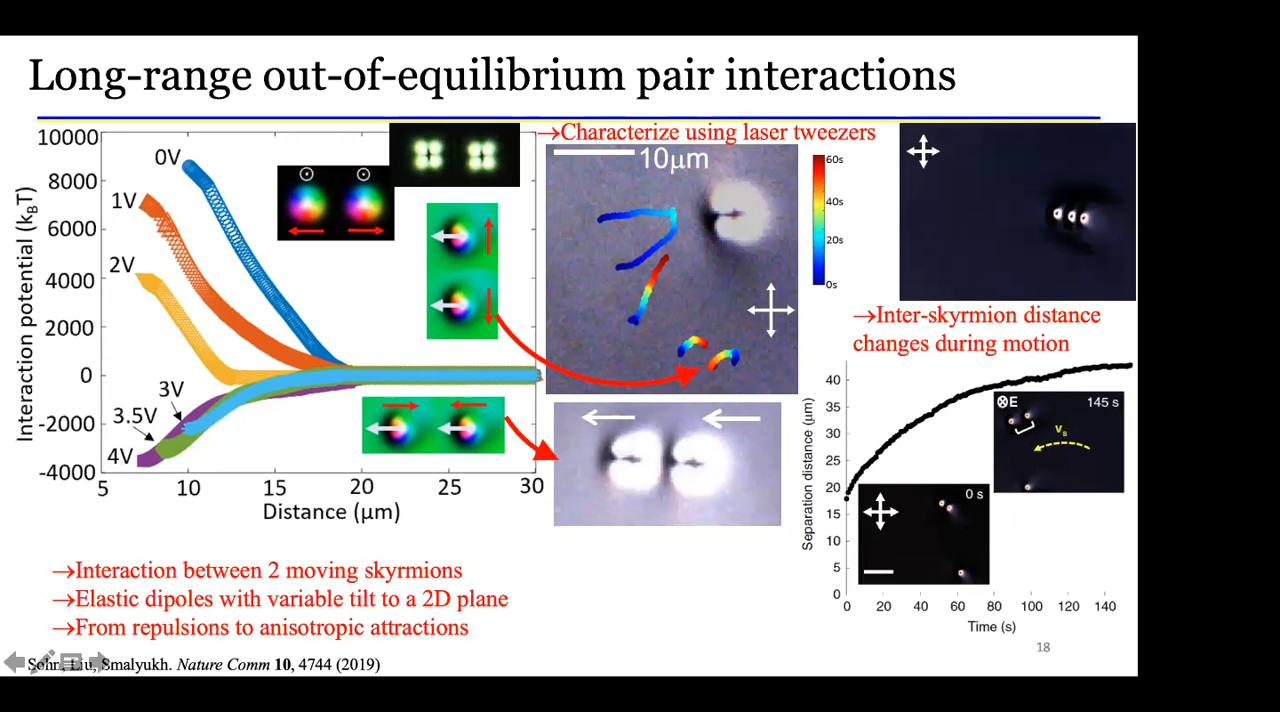 Long-range out-of-equilibrium pair interactions
Interaction potential (kBT)
10000
8000
6000
4000
2000
0
-2000
-4000
0V
1V
2V
3V
3.5V
4V
5
10
15
20
25
30
Distance (μm)
→Characterize using laser tweezers
10μm
60s
40s
20s
0s
→Inter-skyrmion distance
changes during motion
Separation distance (μm)
40
35
30
25
20
15
10
5
0
⊗E
145 s
vs
0 s
0
20
40
60
80
100
120
140
Time (s)
→Interaction between 2 moving skyrmions
→Elastic dipoles with variable tilt to a 2D plane
→From repulsions to anisotropic attractions
Sohn, Liu, Smalyukh. Nature Comm 10, 4744 (2019)
18